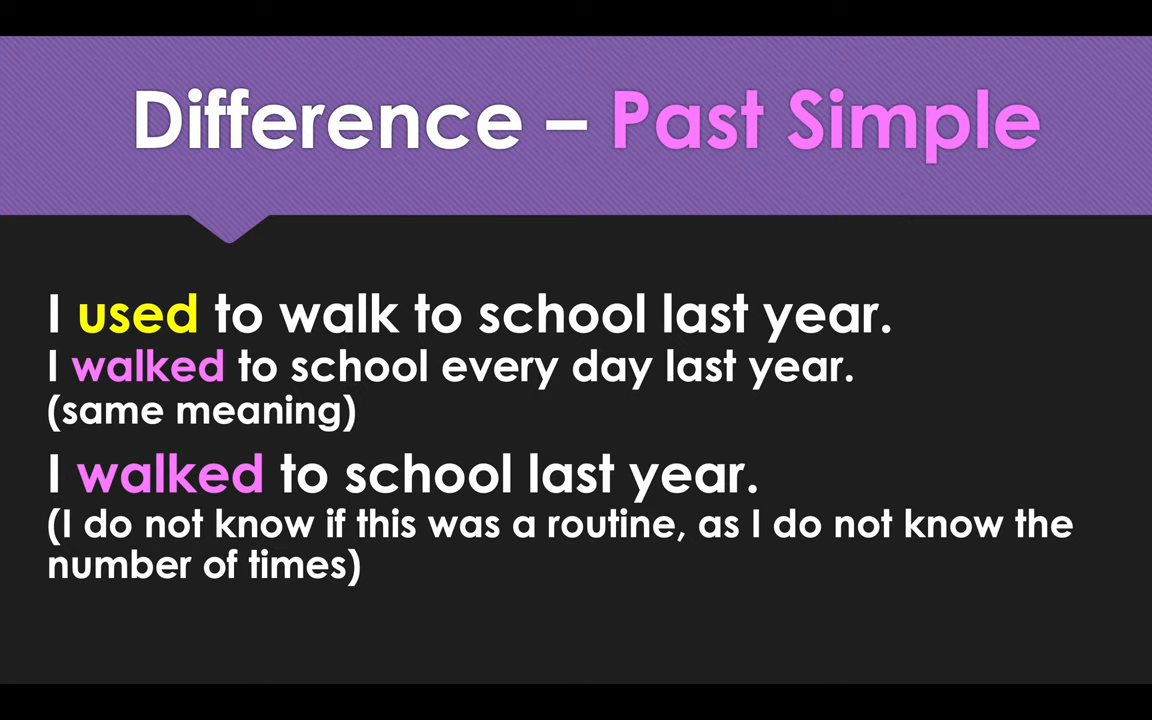 Difference – Past Simple
I used to walk to school last year.
I walked to school every day last year.
(same meaning)
I walked to school last year.
(I do not know if this was a routine, as I do not know the
number of times)